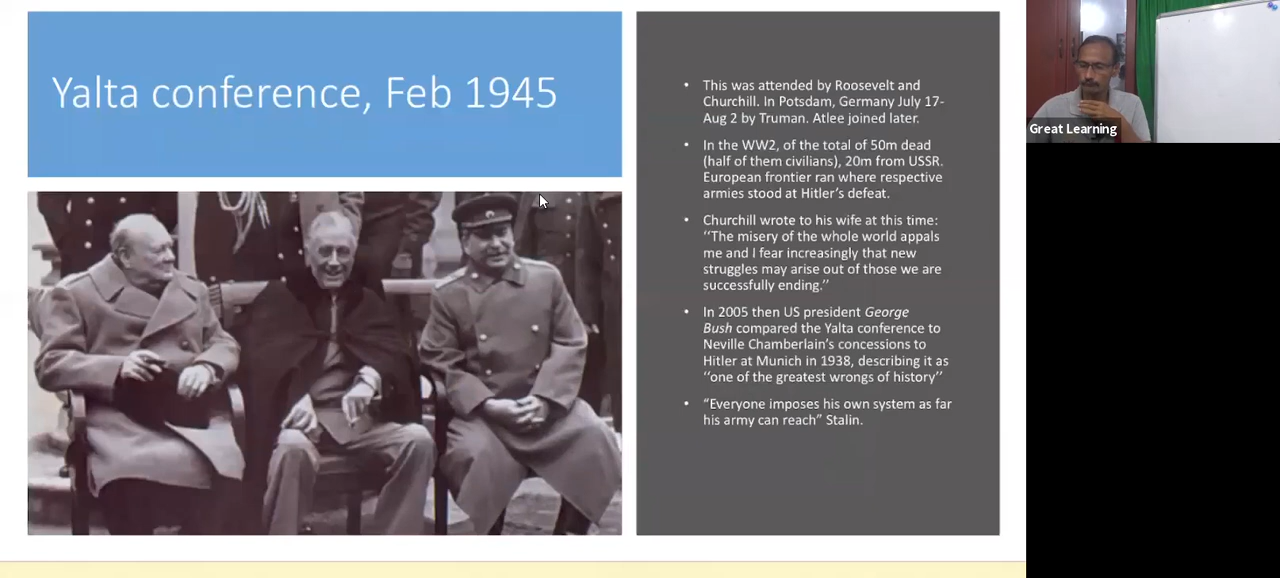 Yalta conference, Feb 1945
• This was attended by Roosevelt and
Churchill. In Potsdam, Germany July 17-
Aug 2 by Truman. Atlee joined later.
• In the WW2, of the total of 50m dead
(half of them civilians), 20m from USSR.
European frontier ran where respective
armies stood at Hitler’s defeat.
• Churchill wrote to his wife at this time:
‘‘The misery of the whole world appals
me and I fear increasingly that new
struggles may arise out of those we are
successfully ending.’’
• In 2005 then US president George
Bush compared the Yalta conference to
Neville Chamberlain’s concessions to
Hitler at Munich in 1938, describing it as
‘‘one of the greatest wrongs of history’’
• “Everyone imposes his own system as far
his army can reach” Stalin.
Great Learning